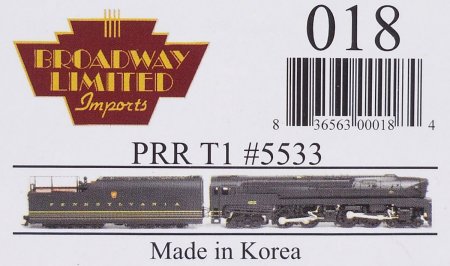 BROADWAY
LIMITED
Imports
018
8 36563 00018 4
PRR T1 #5533
PENNSYLVANIA
Made in Korea